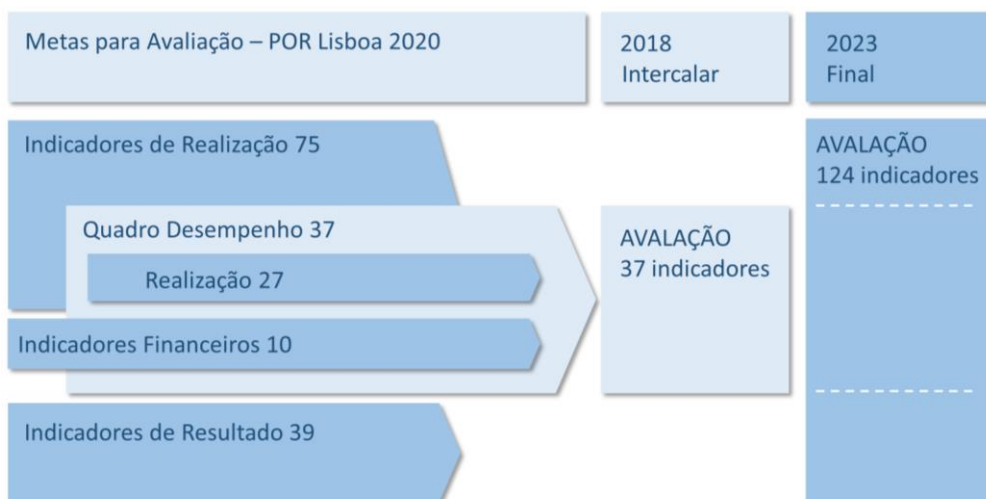 Metas para Avaliação – POR Lisboa 2020
2018
Intercalar
2023
Final
Indicadores de Realização 75
Quadro Desempenho 37
Realização 27
Indicadores Financeiros 10
Indicadores de Resultado 39
AVALAÇÃO
37 indicadores
AVALAÇÃO
124 indicadores